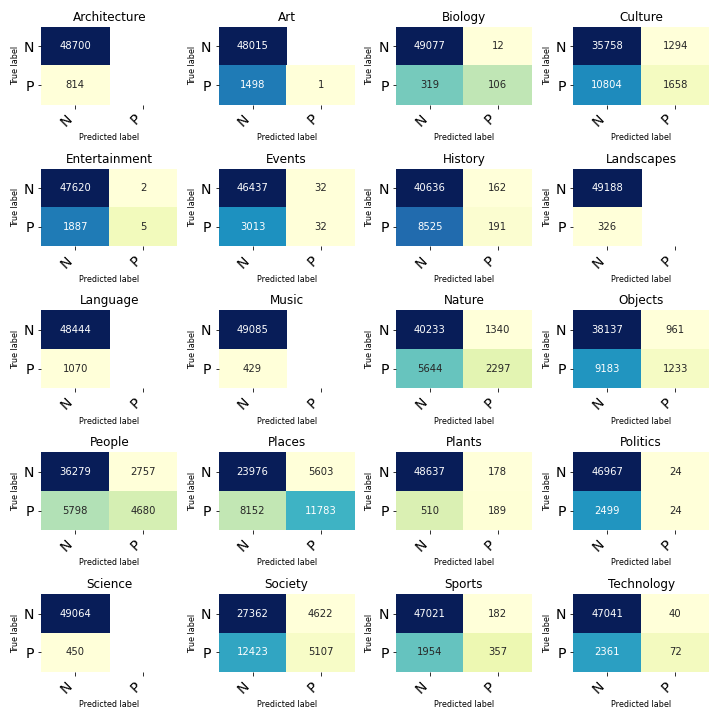 Architecture
Art
Biology
Culture
True label
N
48700
P
814
N
P
Predicted label
True label
N
48015
P
1498
1
N
P
Predicted label
True label
N
49077
12
P
319
106
N
P
Predicted label
True label
N
35758
1294
P
10804
1658
N
P
Predicted label
Entertainment
Events
History
Landscapes
True label
N
47620
2
P
1887
5
N
P
Predicted label
True label
N
46437
32
P
3013
32
N
P
Predicted label
True label
N
40636
162
P
8525
191
N
P
Predicted label
True label
N
49188
P
326
N
P
Predicted label
Language
Music
Nature
Objects
True label
N
48444
P
1070
N
P
Predicted label
True label
N
49085
P
429
N
P
Predicted label
True label
N
40233
1340
P
5644
2297
N
P
Predicted label
True label
N
38137
961
P
9183
1233
N
P
Predicted label
People
Places
Plants
Politics
True label
N
36279
2757
P
5798
4680
N
P
Predicted label
True label
N
23976
5603
P
8152
11783
N
P
Predicted label
True label
N
48637
178
P
510
189
N
P
Predicted label
True label
N
46967
24
P
2499
24
N
P
Predicted label
Science
Society
Sports
Technology
True label
N
49064
P
450
N
P
Predicted label
True label
N
27362
4622
P
12423
5107
N
P
Predicted label
True label
N
47021
182
P
1954
357
N
P
Predicted label
True label
N
47041
40
P
2361
72
N
P
Predicted label